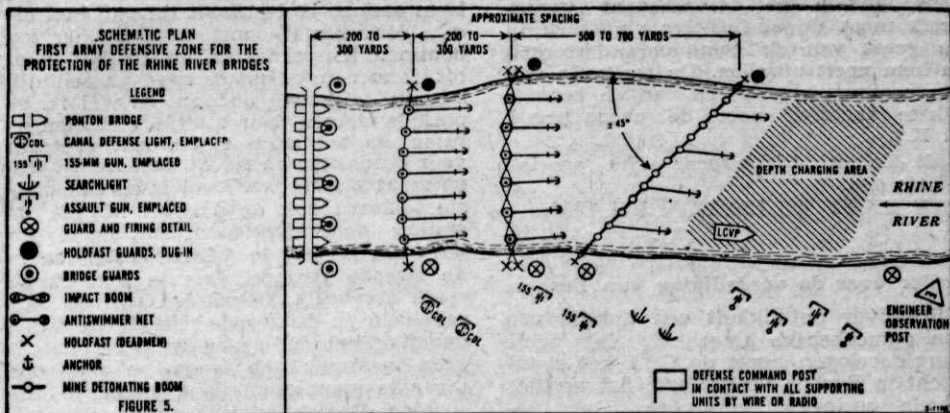 SCHEMATIC PLAN
FIRST ARMY DEFENSIVE ZONE FOR THE
PROTECTION OF THE RHINE RIVER BRIDGES
LEGEND
PONTON BRIDGE
CDL CANAL DEFENSE LIGHT, EMPLACED
155 155-MM GUN, EMPLACED
SEARCHLIGHT
ASSAULT GUN, EMPLACED
GUARD AND FIRING DETAIL
HOLDFAST GUARDS, DUG-IN
BRIDGE GUARDS
IMPACT BOOM
ANTISWIMMER NET
HOLDFAST (DEADMEN)
ANCHOR
MINE DETONATING BOOM
FIGURE 5.
APPROXIMATE SPACING
200 TO
300 YARDS
200 TO
300 YARDS
500 TO 700 YARDS
± 45°
DEPTH CHARGING AREA
RHINE
RIVER
LCVP
CDL
CDL
155
155
ENGINEER
OBSERVATION
POST
DEFENSE COMMAND POST
IN CONTACT WITH ALL SUPPORTING
UNITS BY WIRE OR RADIO